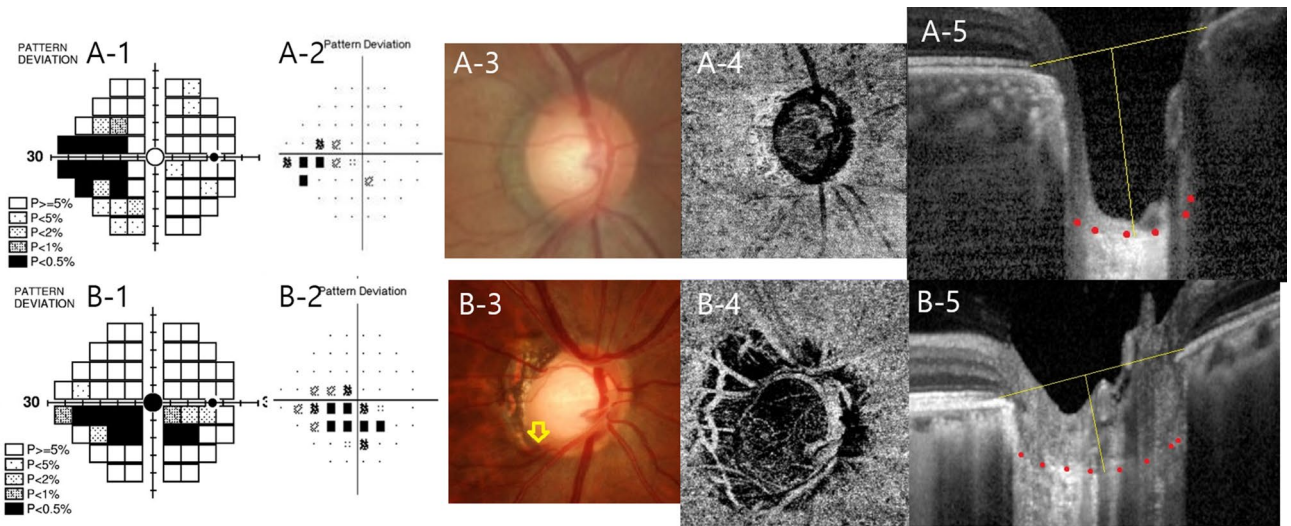 PATTERN
DEVIATION
A-1
30
P>=5%
P<5%
P<2%
P<1%
P<0.5%
A-2
Pattern Deviation
A-3
A-4
A-5
PATTERN
DEVIATION
B-1
30
P>=5%
P<5%
P<2%
P<1%
P<0.5%
B-2
Pattern Deviation
B-3
B-4
B-5